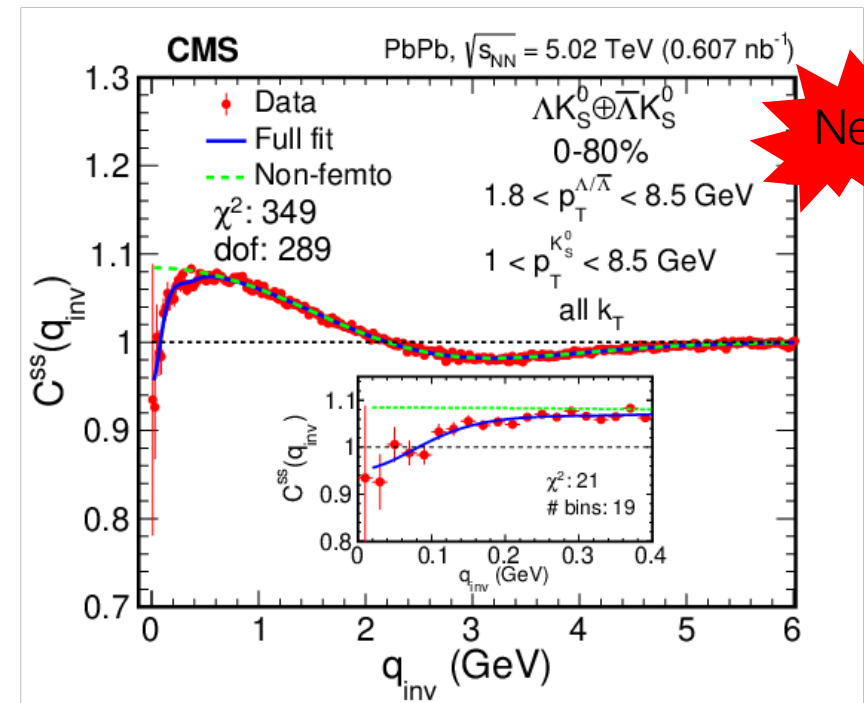 CMS PbPb, √s_NN = 5.02 TeV (0.607 nb⁻¹)
Data
Full fit
Non-femto
χ²: 349
dof: 289
ΛK⁰_S⊕Λ̅K⁰_S
0-80%
1.8 < p_T^{Λ/Λ̅} < 8.5 GeV
1 < p_T^{K⁰_S} < 8.5 GeV
all k_T
C^{ss}(q_inv)
1.3
1.2
1.1
1
0.9
0.8
0.7
C^{ss}(q_inv)
1.1
1
0.9
0.8
χ²: 21
# bins: 19
0 0.1 0.2 0.3 0.4
q_inv (GeV)
0 1 2 3 4 5 6
q_inv (GeV)